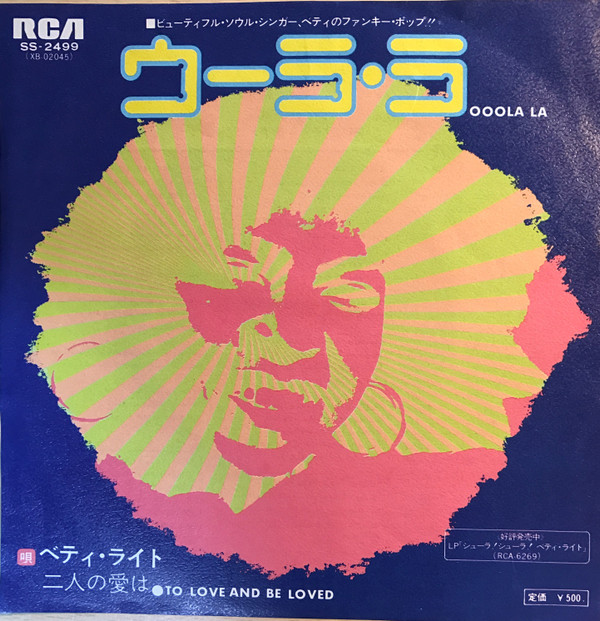 RCA
SS-2499
(XB-02045)
■ビューティフル・ソウル・シンガー、ベティのファンキー・ポップ!!
ウーラ・ラ
OOOLA LA
唄 ベティ・ライト
二人の愛は●TO LOVE AND BE LOVED
(好評発売中)
LP「シューラ!シューラ! ベティ・ライト」
(RCA-6269)
定価 ¥500.